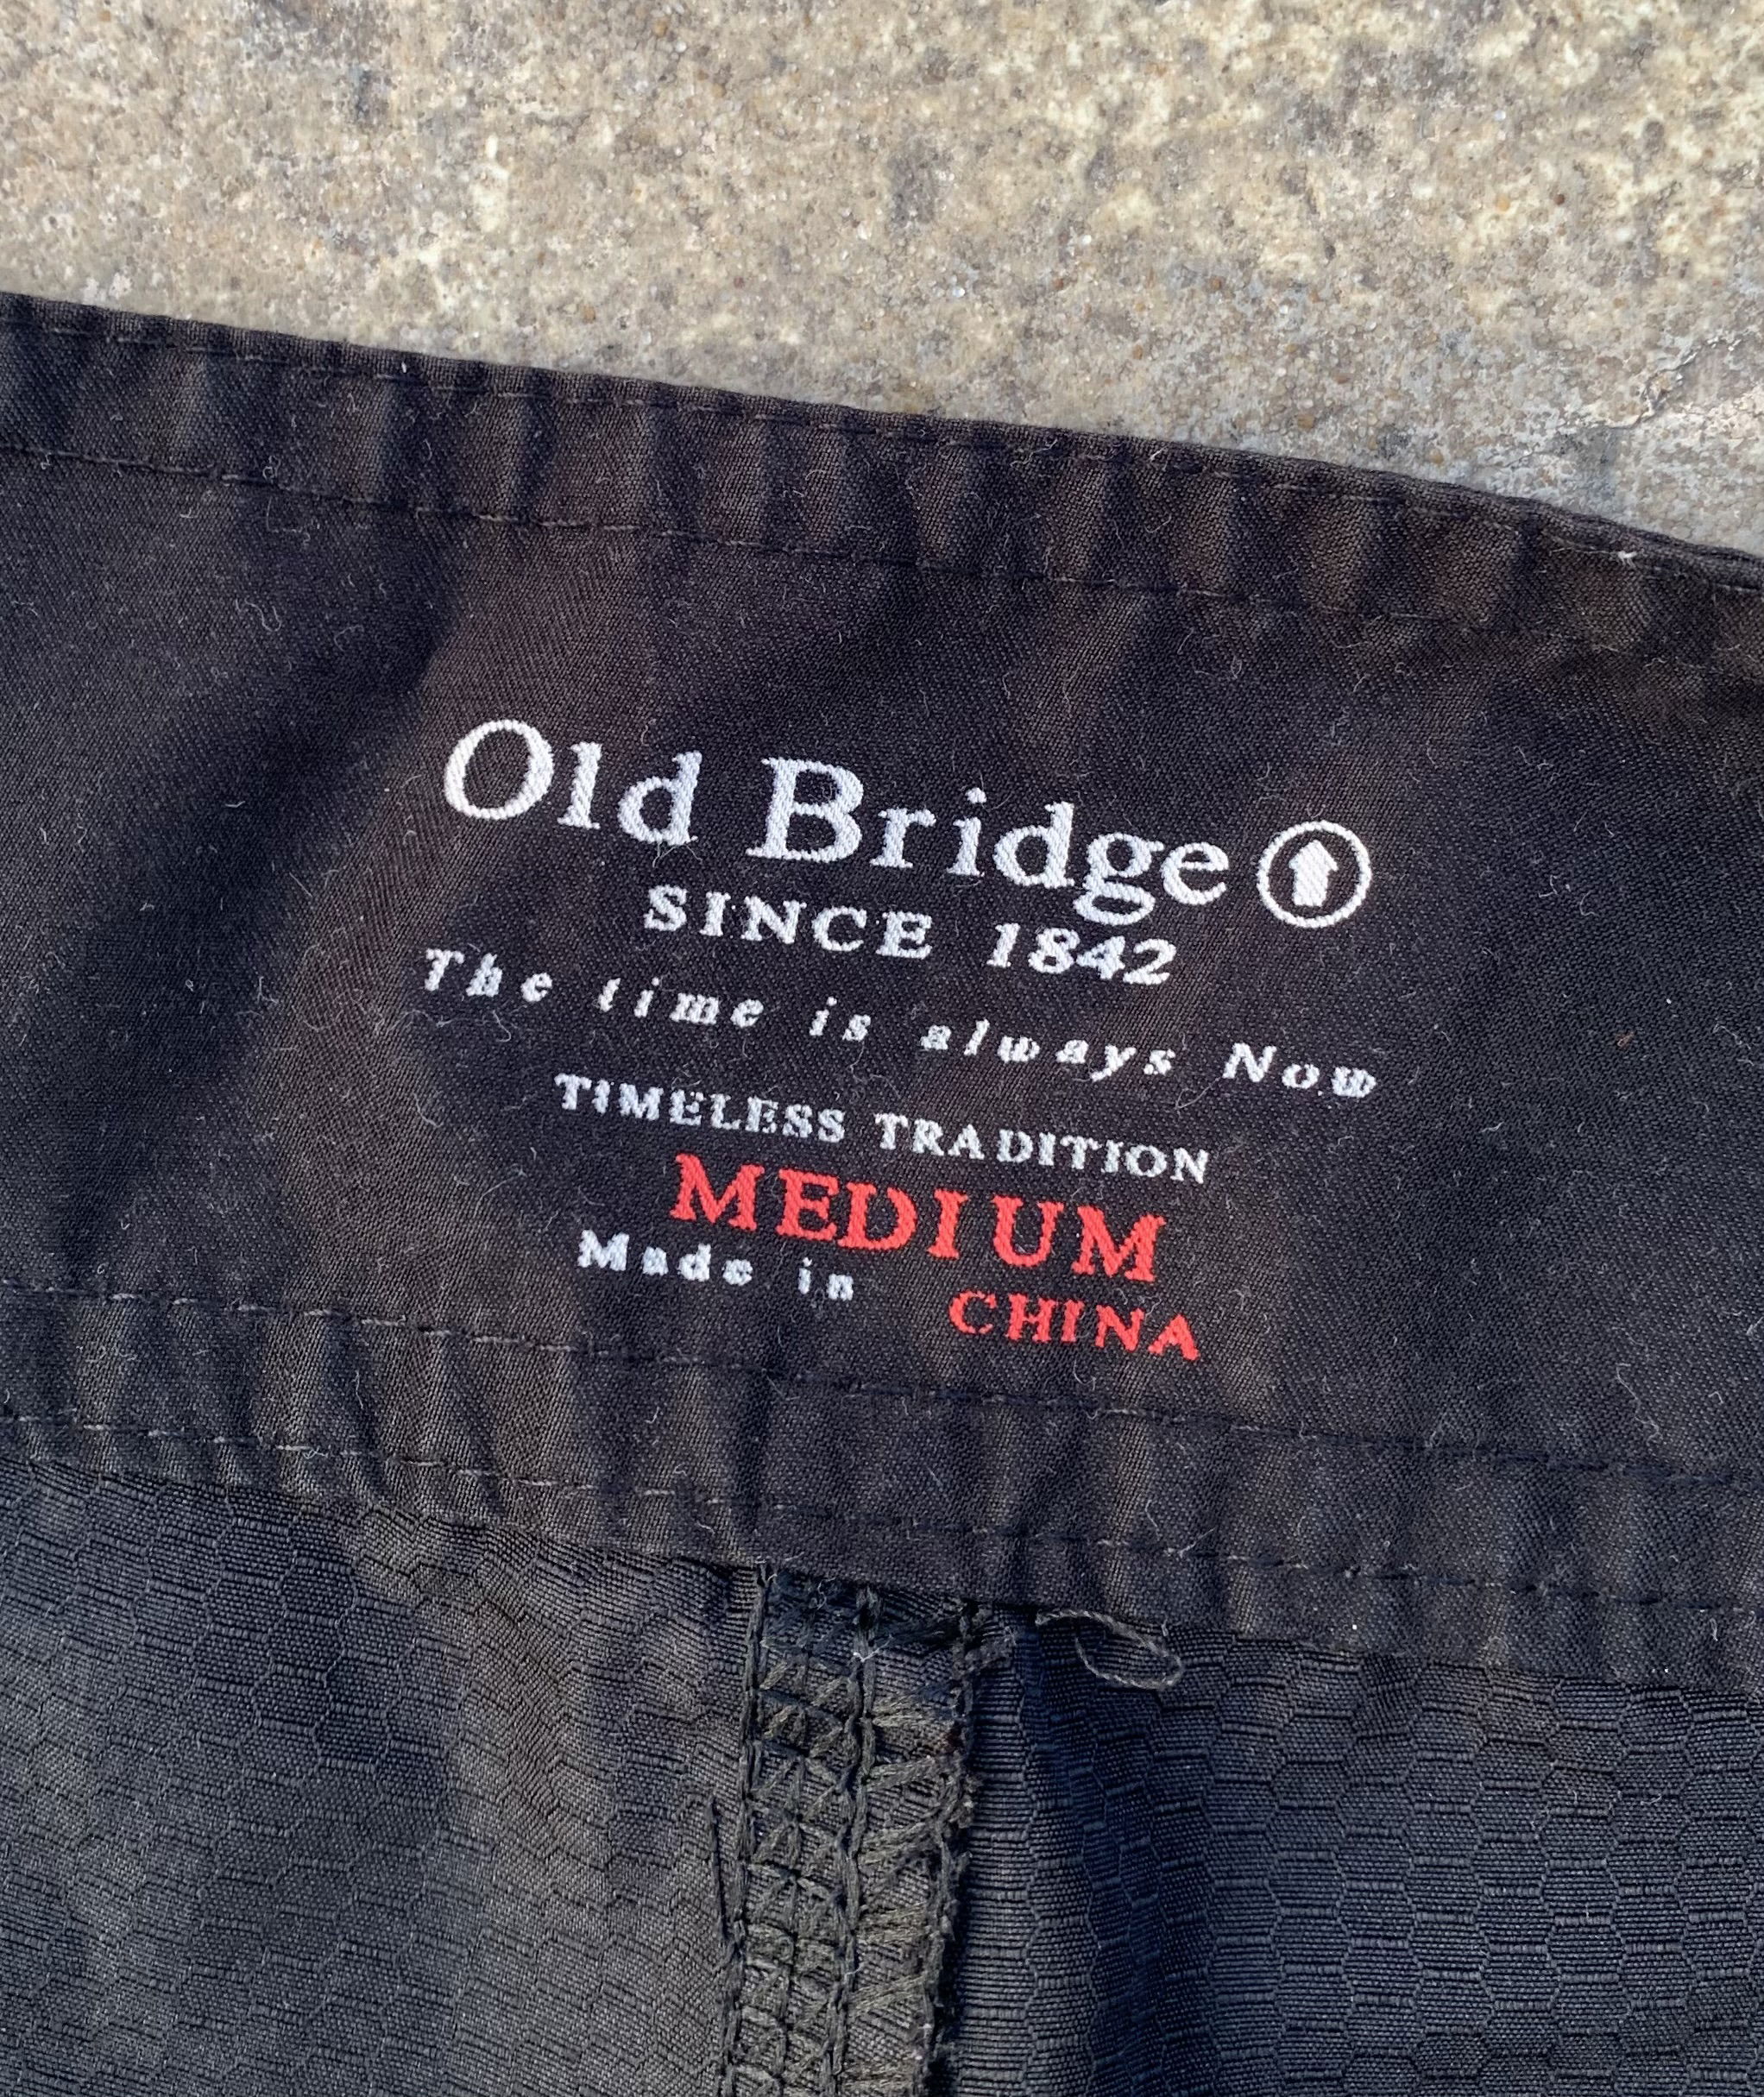 Old Bridge
SINCE 1842
The time is always Now
TIMELESS TRADITION
MEDIUM
Made in CHINA